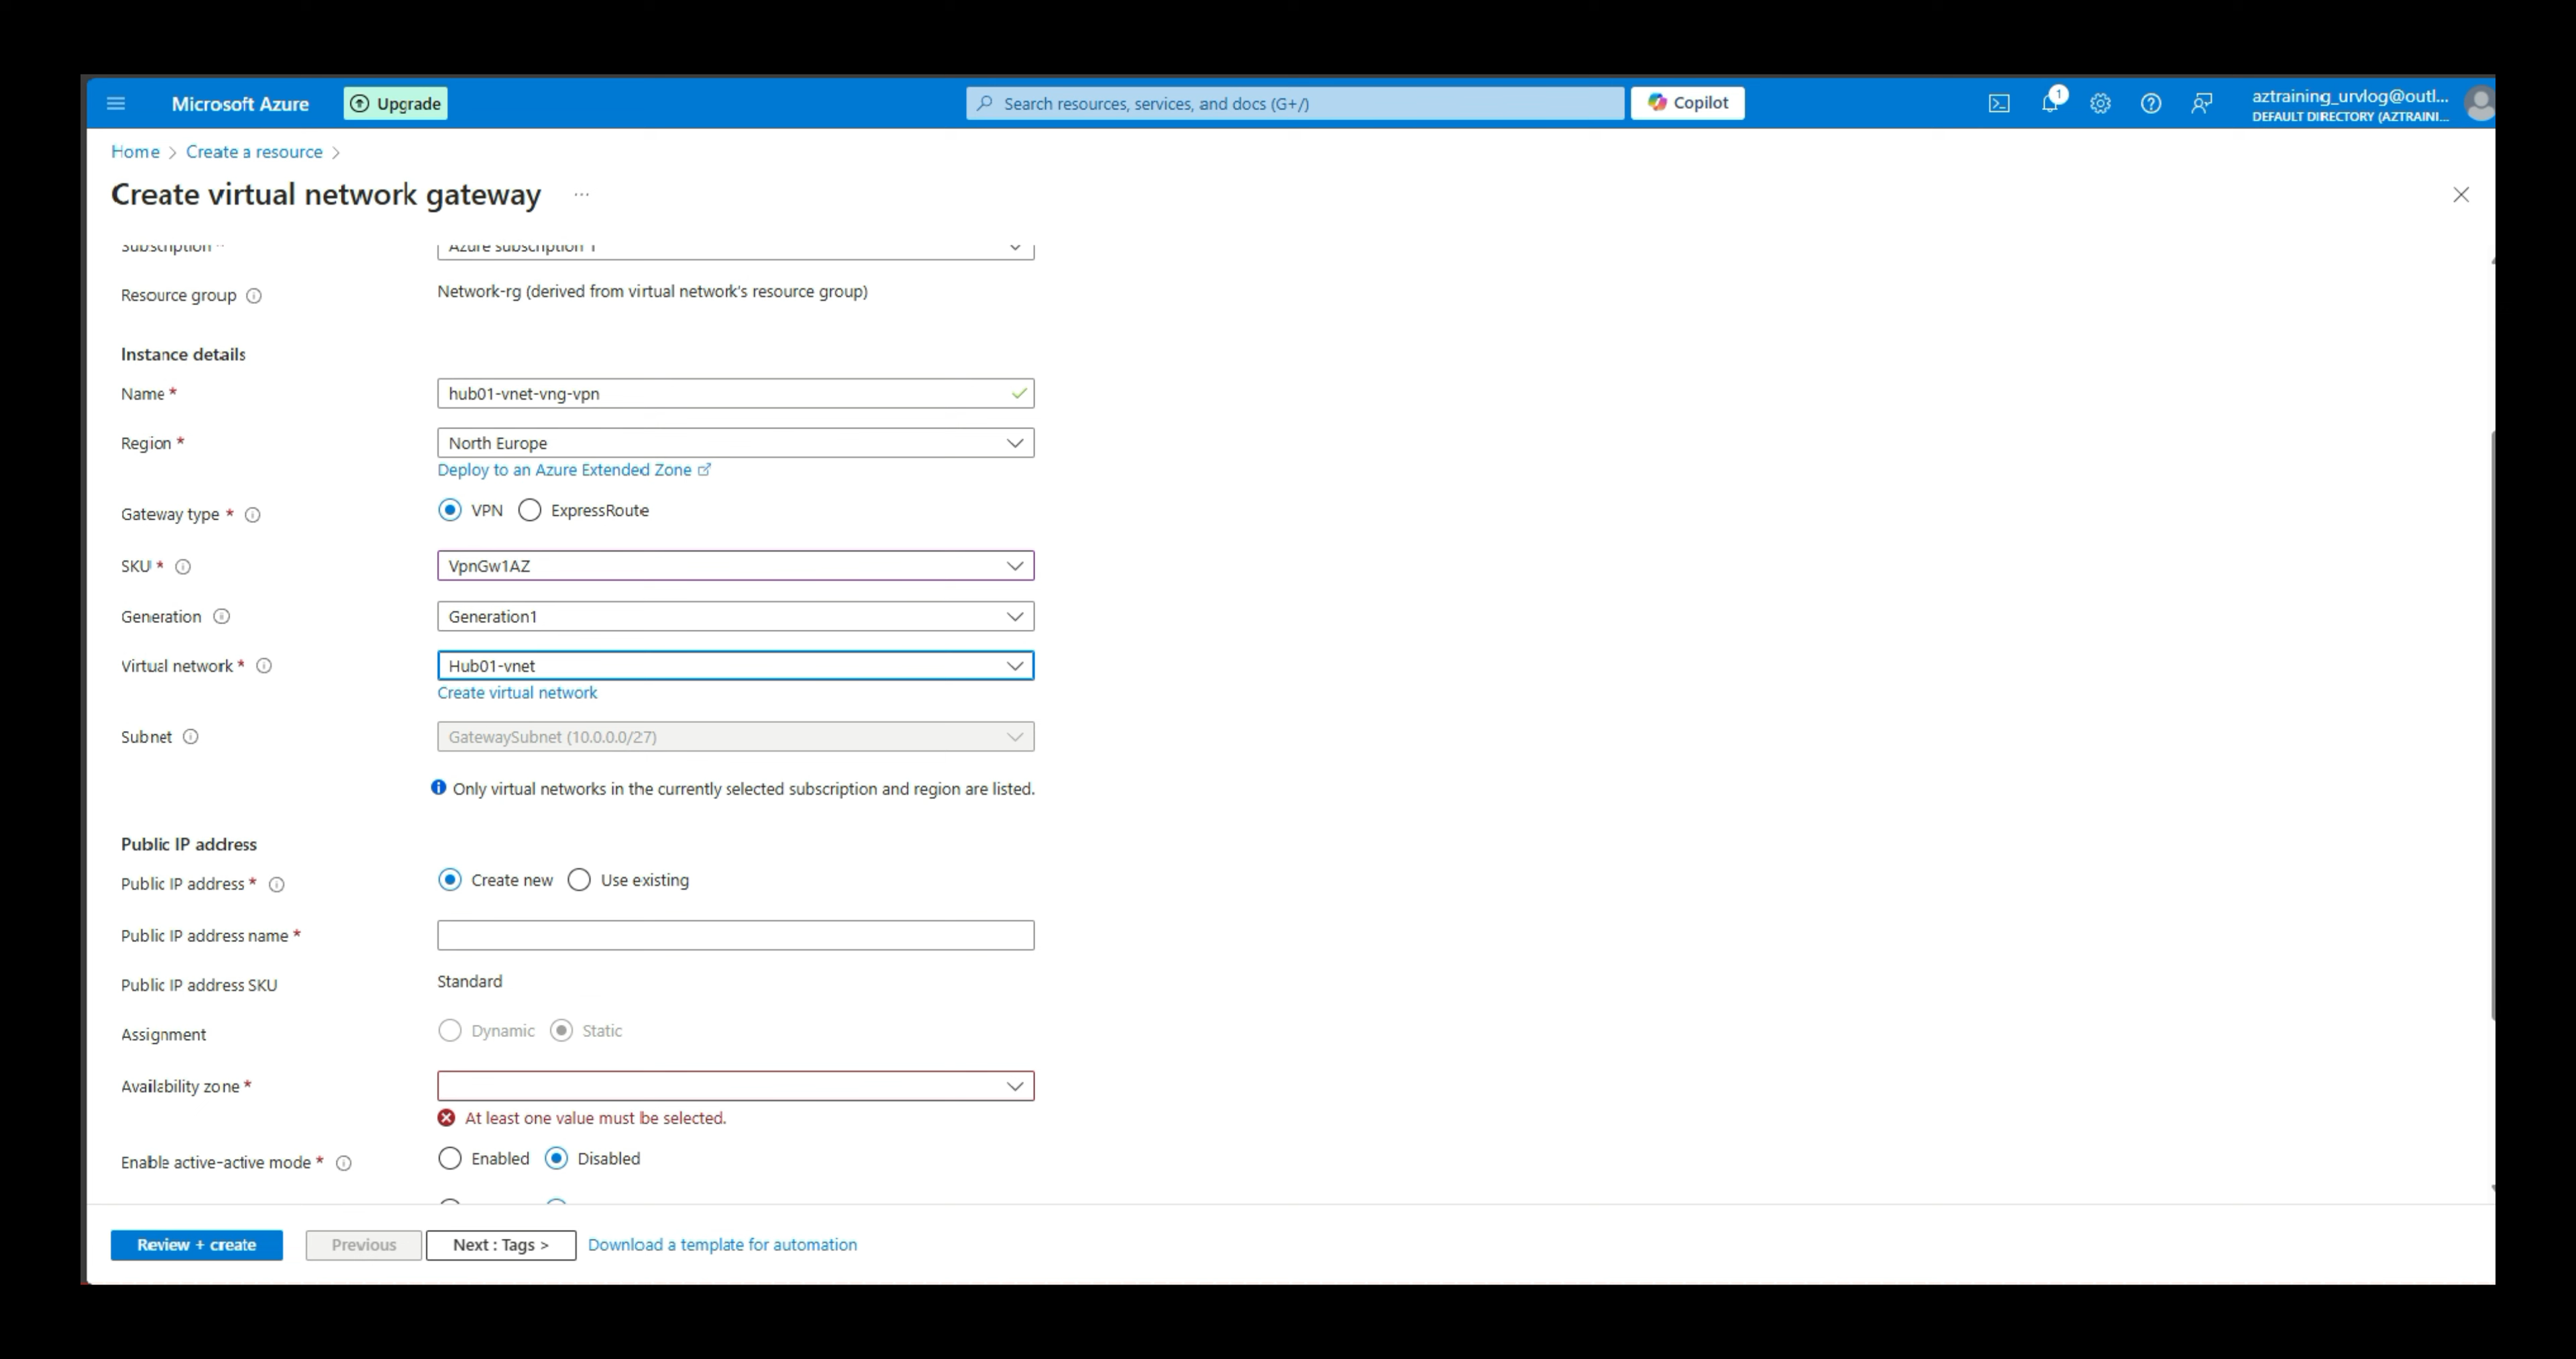 Microsoft Azure Upgrade Search resources, services, and docs (G+/) Copilot 1 aztraining_urvlog@outl...
DEFAULT DIRECTORY (AZTRAINI...
Home > Create a resource >
Create virtual network gateway ...
Subscription * Azure subscription 1
Resource group Network-rg (derived from virtual network's resource group)
Instance details
Name * hub01-vnet-vng-vpn
Region * North Europe
Deploy to an Azure Extended Zone
Gateway type * VPN ExpressRoute
SKU * VpnGw1AZ
Generation Generation1
Virtual network * Hub01-vnet
Create virtual network
Subnet GatewaySubnet (10.0.0.0/27)
Only virtual networks in the currently selected subscription and region are listed.
Public IP address
Public IP address * Create new Use existing
Public IP address name *
Public IP address SKU Standard
Assignment Dynamic Static
Availability zone *
At least one value must be selected.
Enable active-active mode * Enabled Disabled
Review + create Previous Next : Tags > Download a template for automation